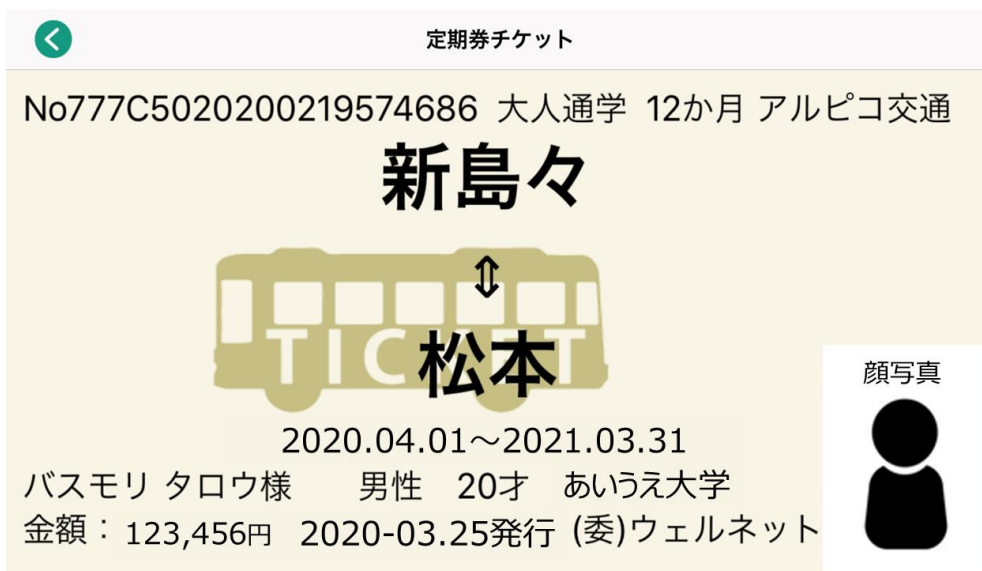 定期券チケット
No777C5020200219574686 大人通学 12か月 アルピコ交通
新島々
⇕
TICKET
松本
顔写真
2020.04.01～2021.03.31
バスモリ タロウ様 男性 20才 あいうえ大学
金額：123,456円 2020-03.25発行 (委)ウェルネット